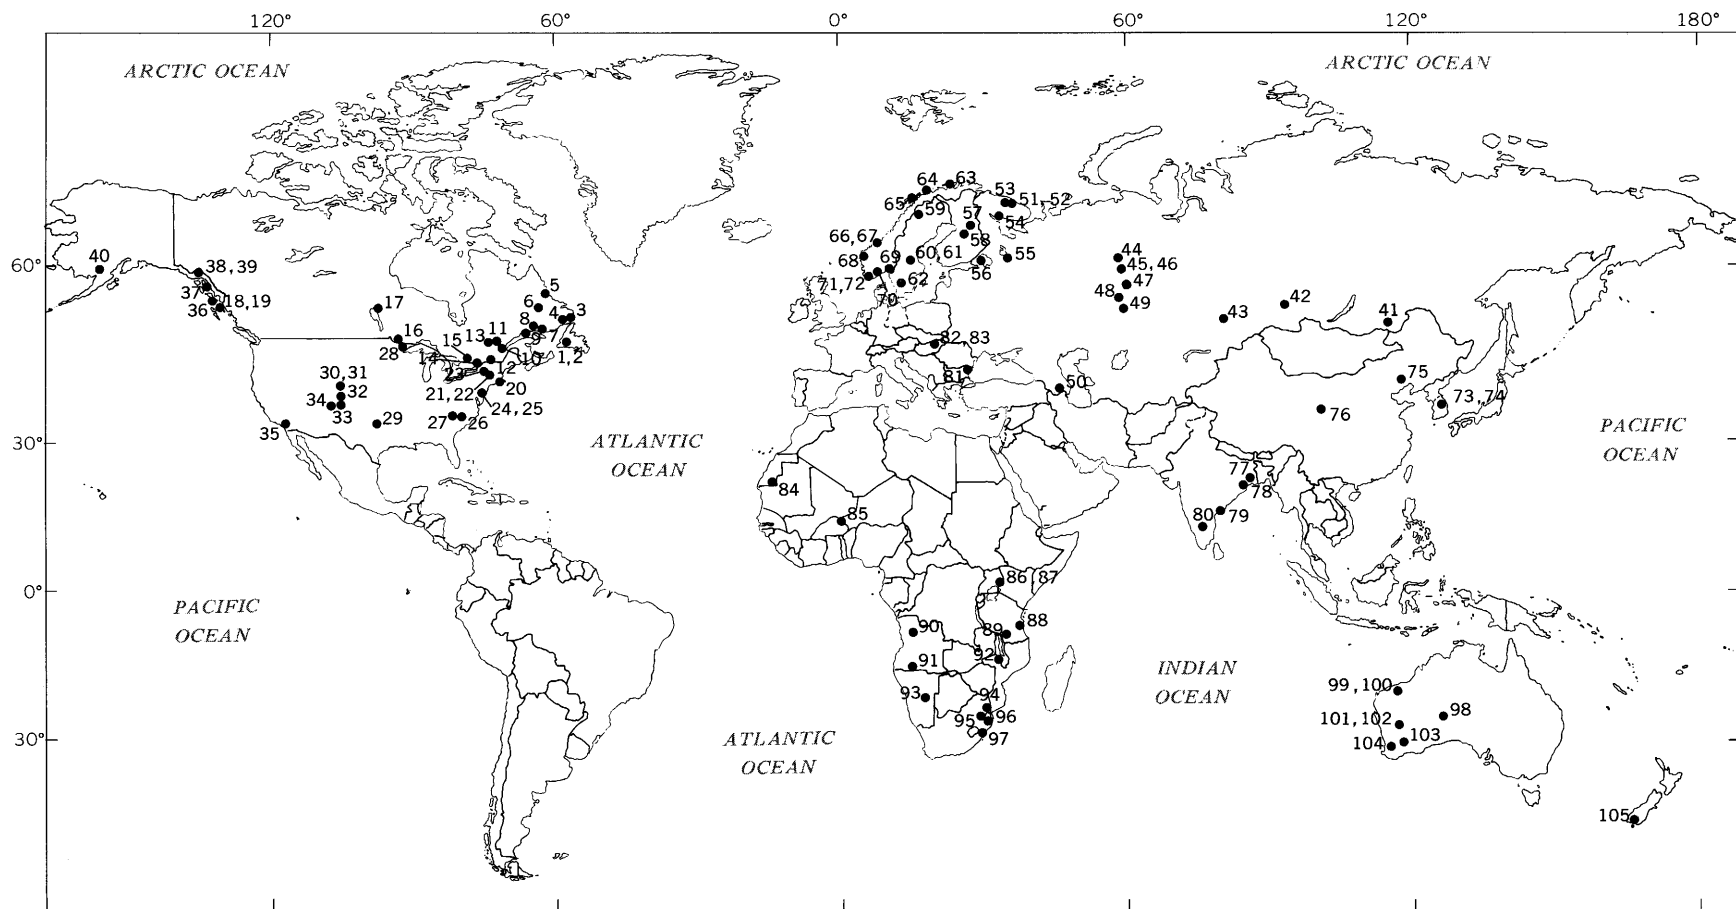 120° 60° 0° 60° 120° 180°
ARCTIC OCEAN ARCTIC OCEAN
64 63
53
65 59 51, 52
57 54
66, 67 58
40 38, 39 68 69 60, 61 55 44
60° 60°
37 5 71, 72 70 62 56 45, 46
18, 19 17 6 47
36 4 3 48 49 42
8 43 41
16 13 11 7
15 9 82, 83
28 14 10 1,2
30, 31 23 12 81 75
32 20 50
34 21, 22 73, 74
33 24, 25 76
29 27 26
35 ATLANTIC PACIFIC
30° OCEAN OCEAN
77
84 78
85 80 79
86, 87
0°
PACIFIC 88
OCEAN 90 89
92 INDIAN
91 OCEAN
93 94 99, 100
96 98
95 101, 102
ATLANTIC 97 103
30° OCEAN 104
105